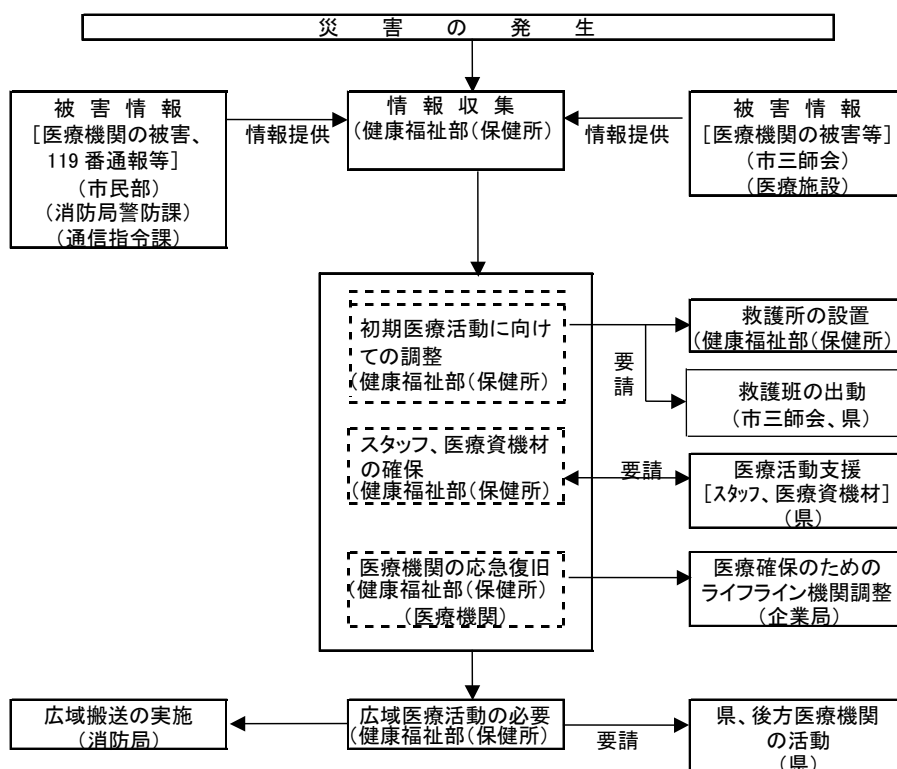 災害の発生
被害情報
[医療機関の被害、
119番通報等]
(市民部)
(消防局警防課)
(通信指令課)
情報提供
情報収集
(健康福祉部(保健所)
情報提供
被害情報
[医療機関の被害等]
(市三師会)
(医療施設)
初期医療活動に向け
ての調整
(健康福祉部(保健所)
要請
救護所の設置
(健康福祉部(保健所)
救護班の出動
(市三師会、県)
スタッフ、医療資機材
の確保
(健康福祉部(保健所)
要請
医療活動支援
[スタッフ、医療資機材]
(県)
医療機関の応急復旧
(健康福祉部(保健所)
(医療機関)
医療確保のための
ライフライン機関調整
(企業局)
広域搬送の実施
(消防局)
広域医療活動の必要
(健康福祉部(保健所)
要請
県、後方医療機関
の活動
(県)